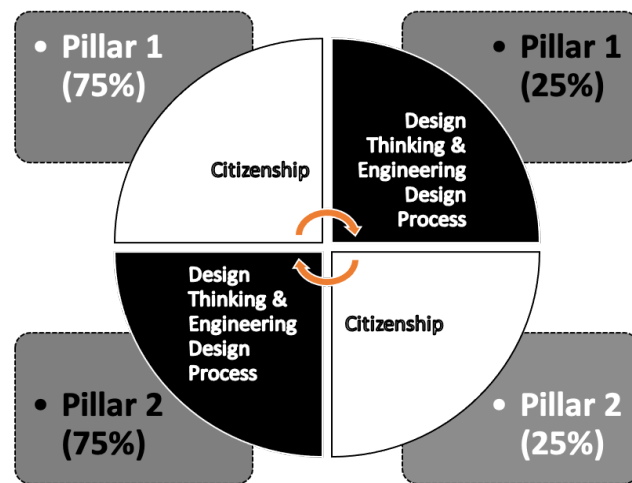 • Pillar 1
(75%)
• Pillar 1
(25%)
Citizenship
Design
Thinking &
Engineering
Design
Process
Design
Thinking &
Engineering
Design
Process
Citizenship
• Pillar 2
(75%)
• Pillar 2
(25%)